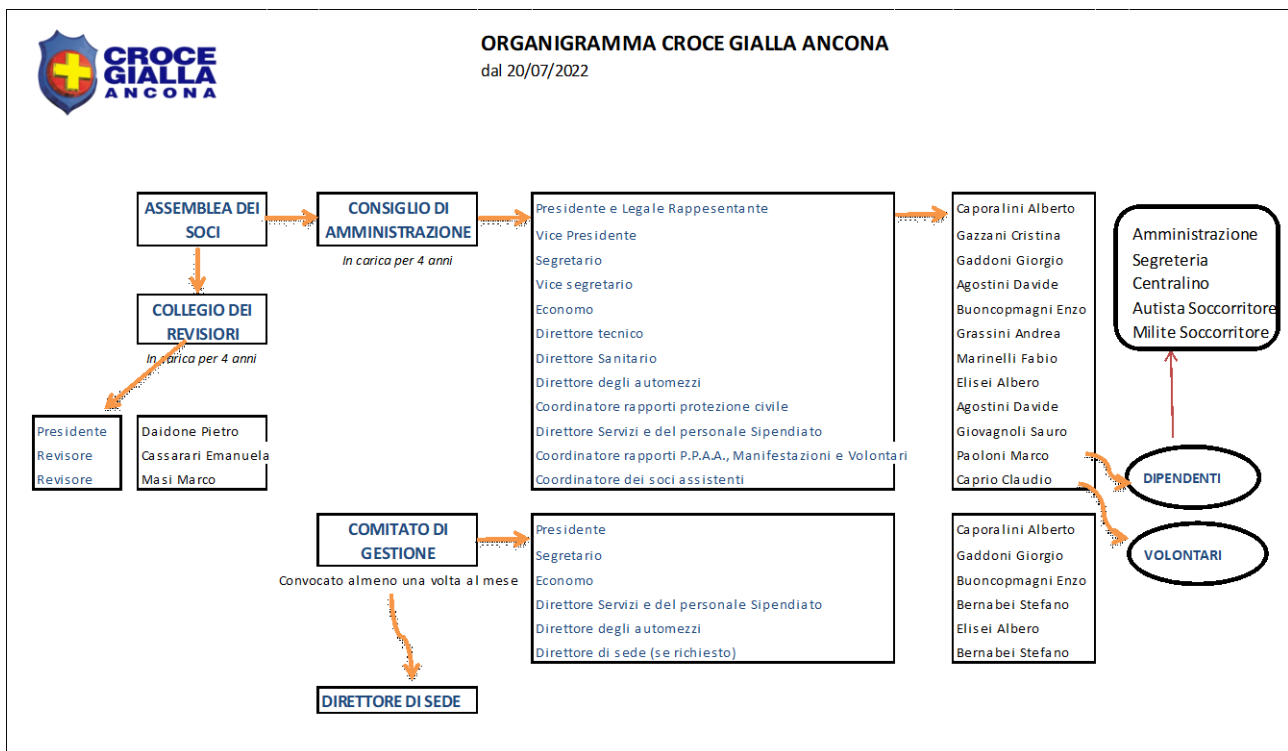 CROCE
GIALLA
ANCONA
ORGANIGRAMMA CROCE GIALLA ANCONA
dal 20/07/2022
ASSEMBLEA DEI
SOCI
CONSIGLIO DI
AMMINISTRAZIONE
In carica per 4 anni
COLLEGIO DEI
REVISIORI
In carica per 4 anni
Presidente Daidone Pietro
Revisore Cassarari Emanuela
Revisore Masi Marco
Presidente e Legale Rappesentante Caporalini Alberto
Vice Presidente Gazzani Cristina
Segretario Gaddoni Giorgio
Vice segretario Agostini Davide
Economo Buoncopmagni Enzo
Direttore tecnico Grassini Andrea
Direttore Sanitario Marinelli Fabio
Direttore degli automezzi Elisei Albero
Coordinatore rapporti protezione civile Agostini Davide
Direttore Servizi e del personale Sipendiato Giovagnoli Sauro
Coordinatore rapporti P.P.A.A., Manifestazioni e Volontari Paoloni Marco
Coordinatore dei soci assistenti Caprio Claudio
Amministrazione
Segreteria
Centralino
Autista Soccorritore
Milite Soccorritore
DIPENDENTI
VOLONTARI
COMITATO DI
GESTIONE
Convocato almeno una volta al mese
Presidente Caporalini Alberto
Segretario Gaddoni Giorgio
Economo Buoncopmagni Enzo
Direttore Servizi e del personale Sipendiato Bernabei Stefano
Direttore degli automezzi Elisei Albero
Direttore di sede (se richiesto) Bernabei Stefano
DIRETTORE DI SEDE